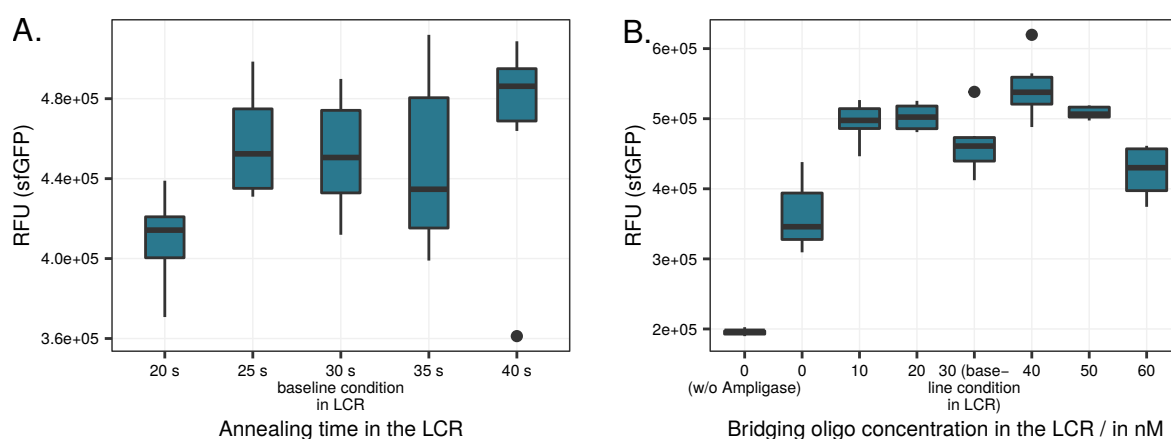 A.
RFU (sfGFP)
4.8e+05
4.4e+05
4.0e+05
3.6e+05
20 s
25 s
30 s
35 s
40 s
baseline condition
in LCR
Annealing time in the LCR
B.
RFU (sfGFP)
6e+05
5e+05
4e+05
3e+05
2e+05
0
(w/o Ampligase)
0
10
20
30 (base−
line condition
in LCR)
40
50
60
Bridging oligo concentration in the LCR / in nM